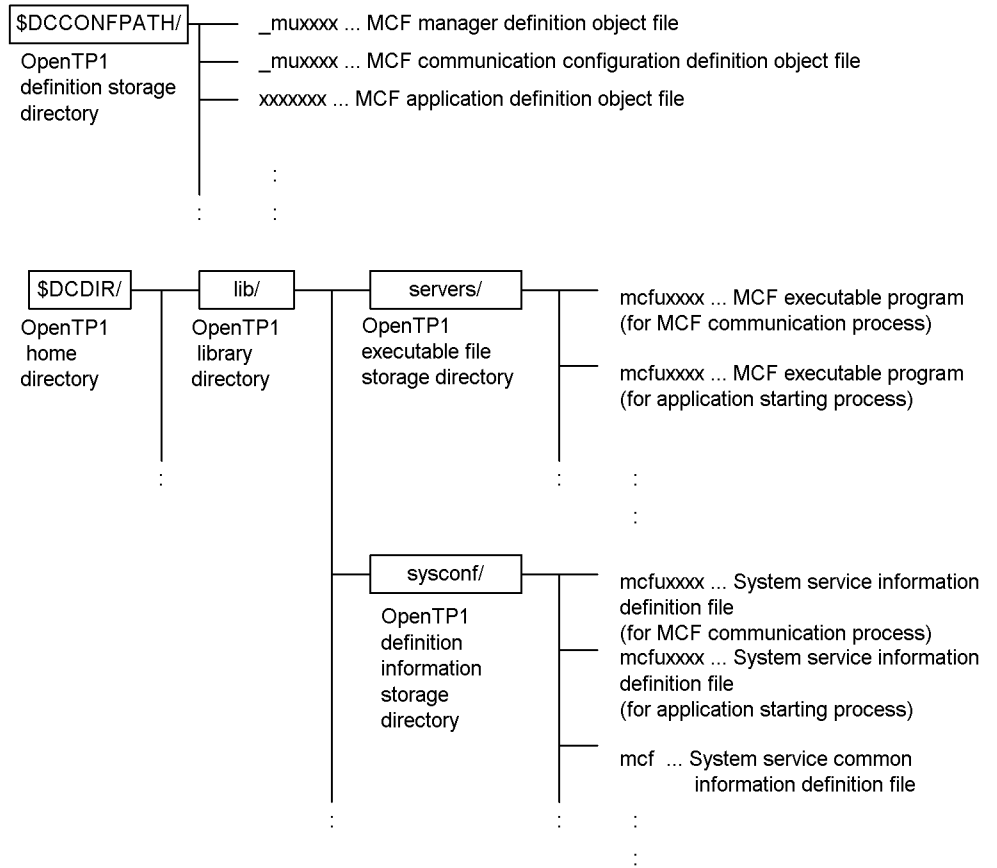 $DCCONFPATH/
OpenTP1
definition storage
directory
_muxxxx ... MCF manager definition object file
_muxxxx ... MCF communication configuration definition object file
xxxxxxx ... MCF application definition object file
:
: :
$DCDIR/
OpenTP1
home
directory
lib/
OpenTP1
library
directory
servers/
OpenTP1
executable file
storage directory
mcfuxxxx ... MCF executable program
(for MCF communication process)
mcfuxxxx ... MCF executable program
(for application starting process)
: : :
:
sysconf/
OpenTP1
definition
information
storage
directory
mcfuxxxx ... System service information
definition file
(for MCF communication process)
mcfuxxxx ... System service information
definition file
(for application starting process)
mcf ... System service common
information definition file
: : :
: